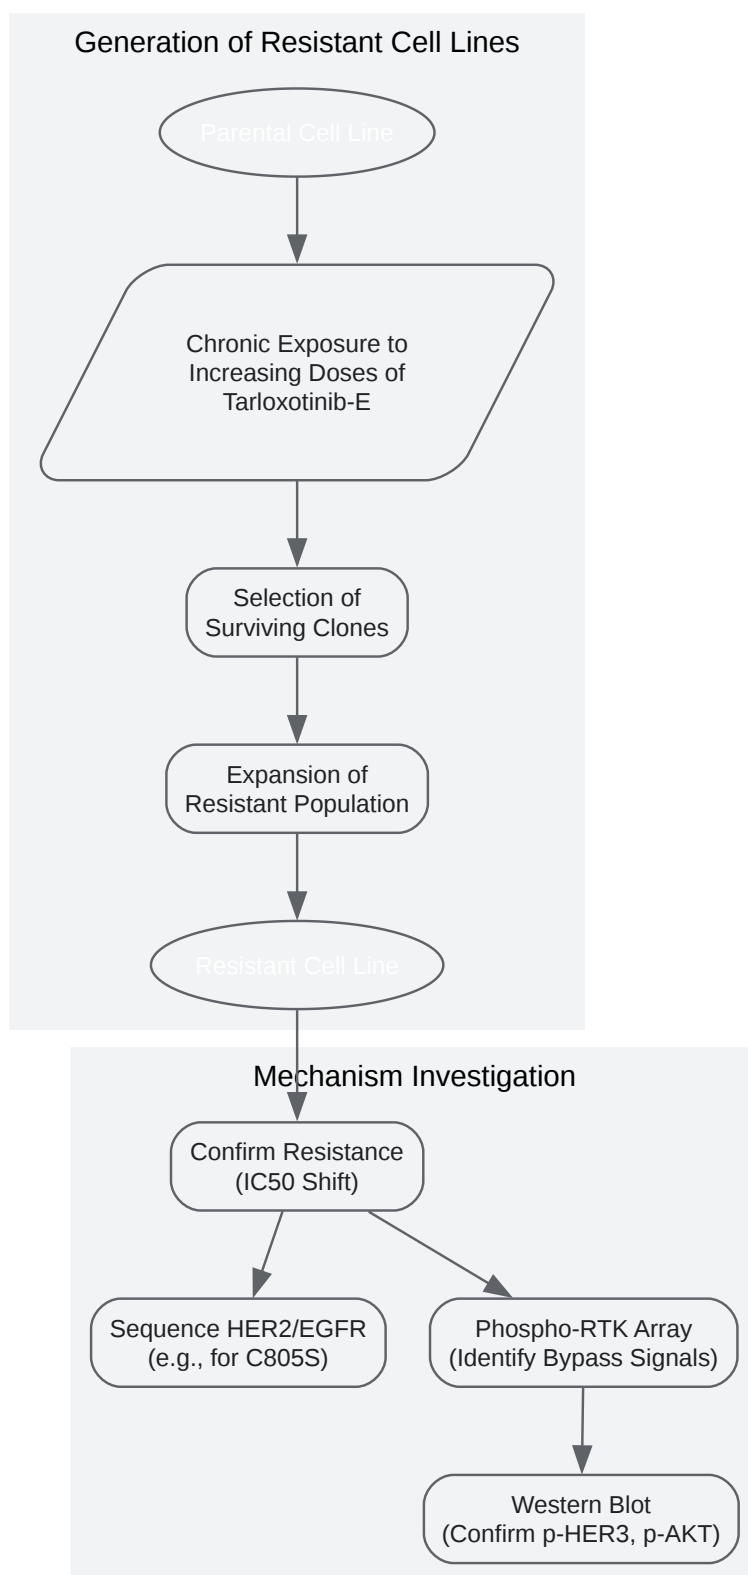 Generation of Resistant Cell Lines
Parental Cell Line
Chronic Exposure to
Increasing Doses of
Tarloxotinib-E
Selection of
Surviving Clones
Expansion of
Resistant Population
Resistant Cell Line
Mechanism Investigation
Confirm Resistance
(IC50 Shift)
Sequence HER2/EGFR
(e.g., for C805S)
Phospho-RTK Array
(Identify Bypass Signals)
Western Blot
(Confirm p-HER3, p-AKT)